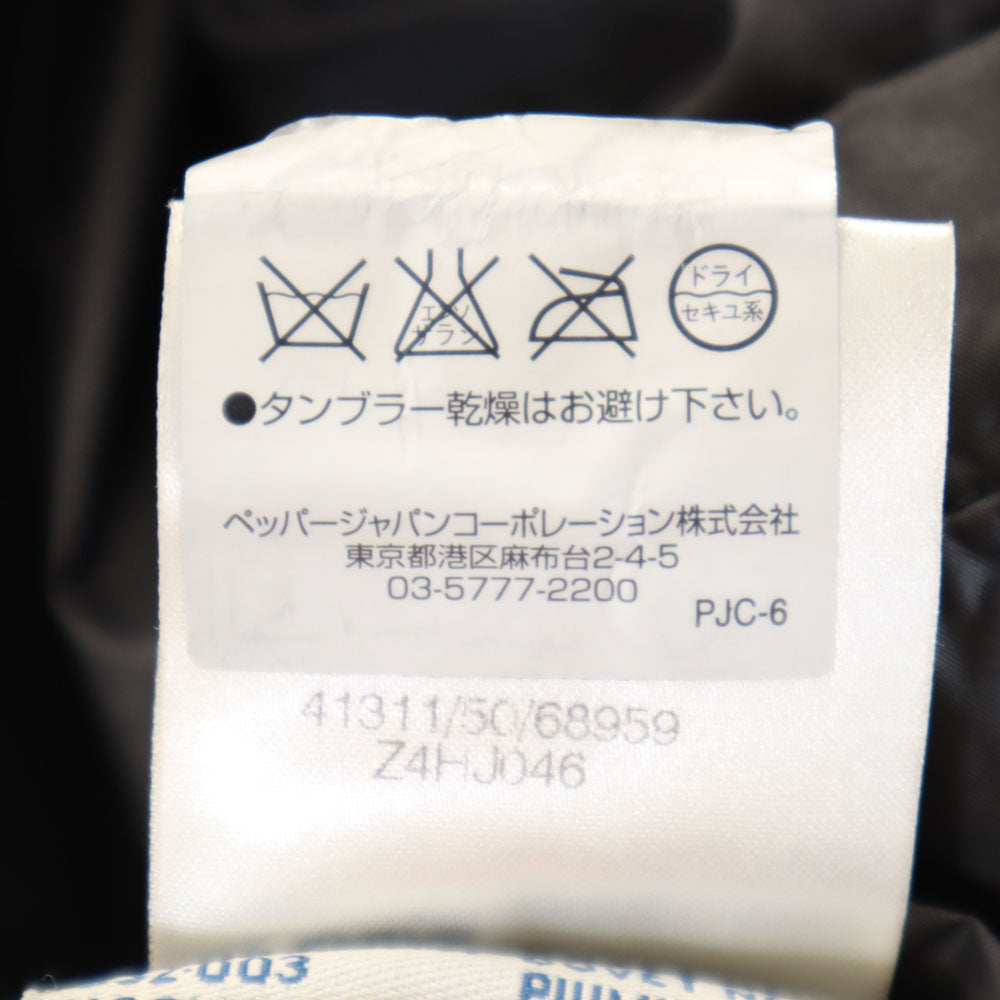 エンソ
サラシ
ドライ
セキユ系
●タンブラー乾燥はお避け下さい。
ペッパージャパンコーポレーション株式会社
東京都港区麻布台2-4-5
03-5777-2200
PJC-6
41311/50/68959
Z4HJ046